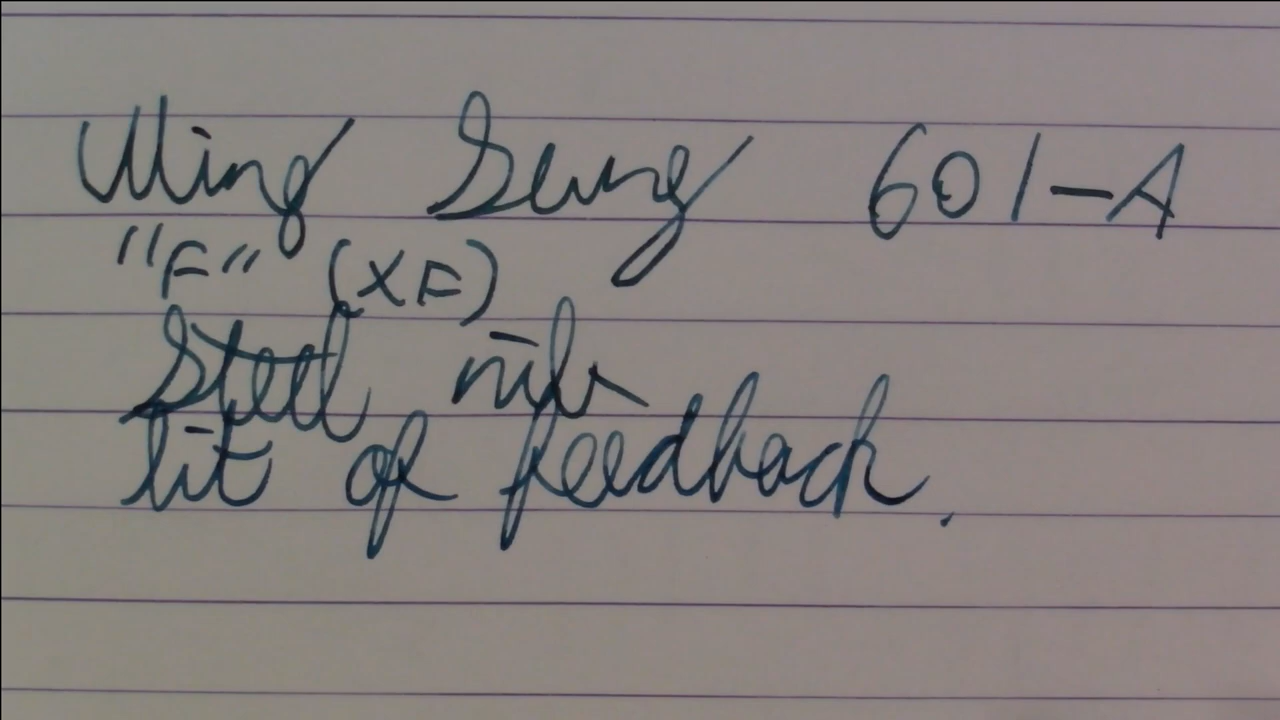 Wing Sung 601-A
"F" (XF)
Steel nib
bit of feedback.